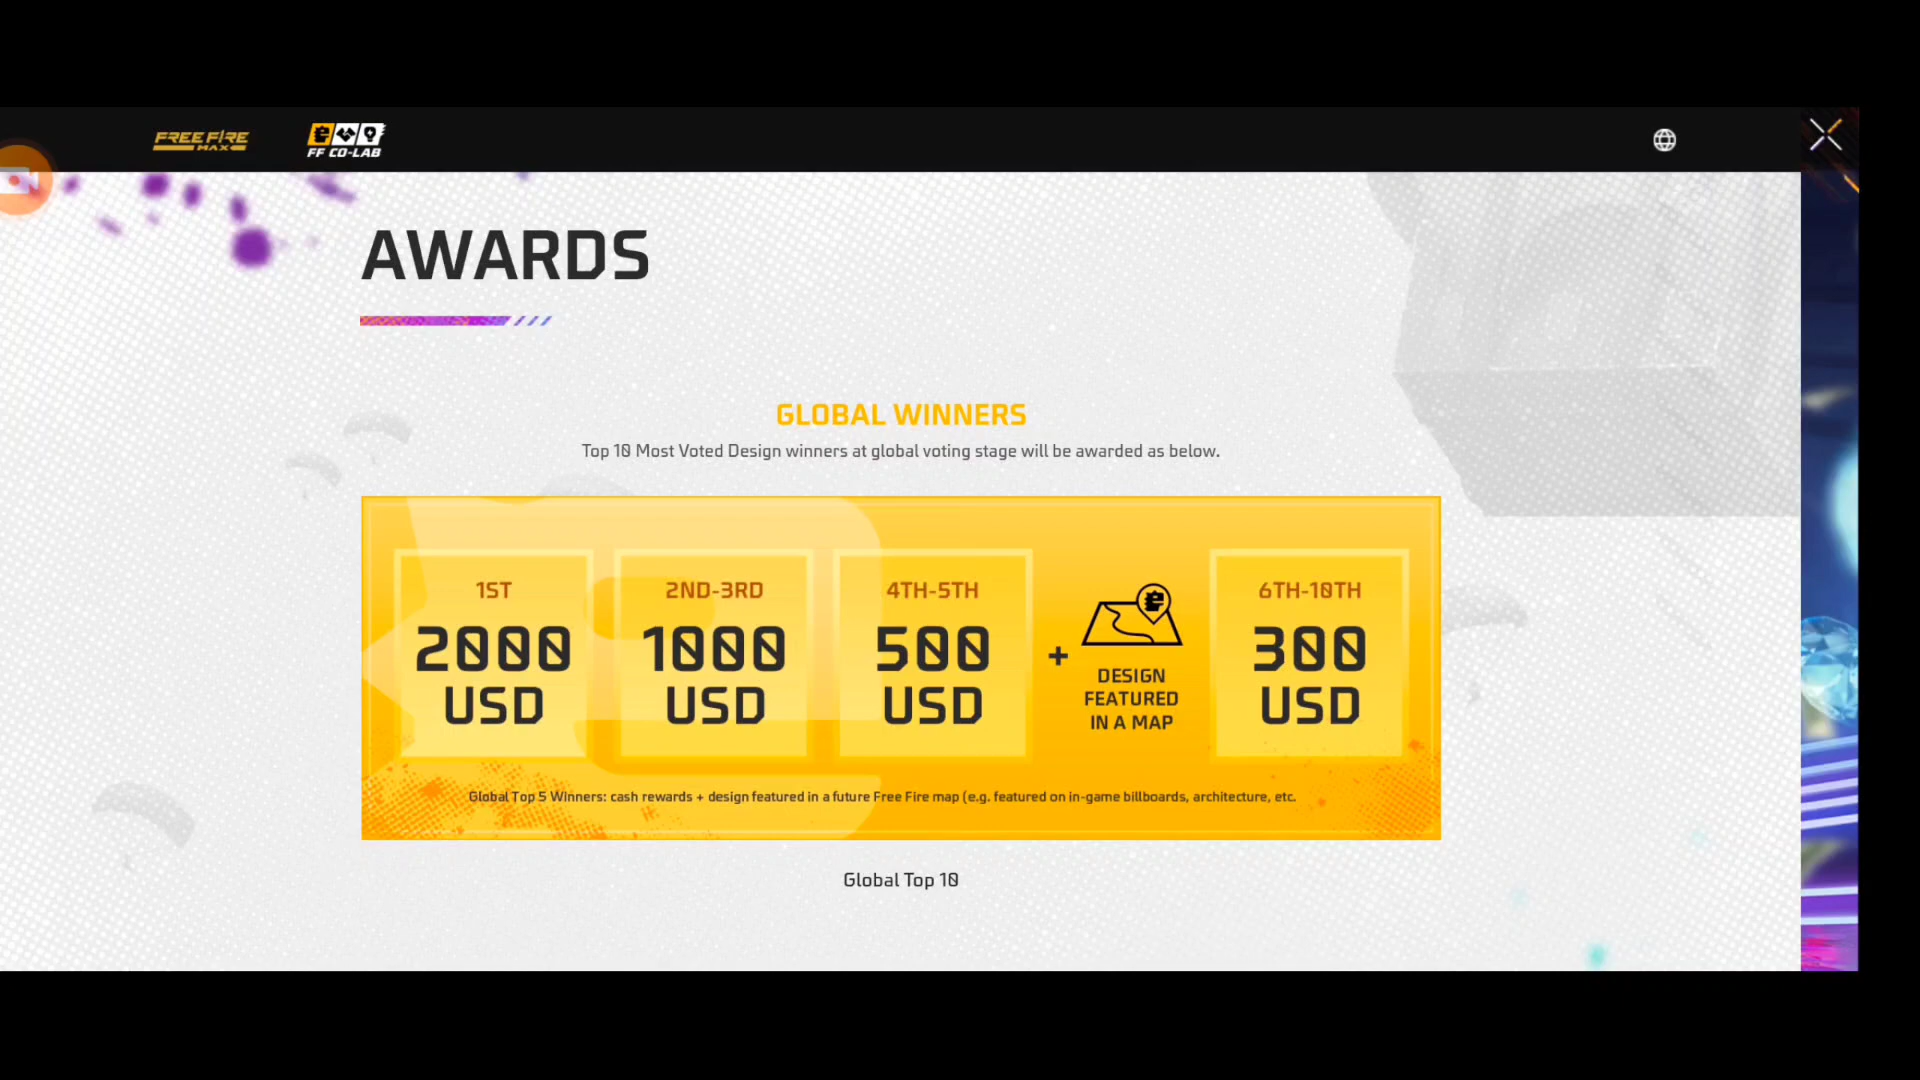 FREE FIRE
MAX
FF CO-LAB
AWARDS
GLOBAL WINNERS
Top 10 Most Voted Design winners at global voting stage will be awarded as below.
1ST
2000
USD
2ND-3RD
1000
USD
4TH-5TH
500
USD
+
DESIGN
FEATURED
IN A MAP
6TH-10TH
300
USD
Global Top 5 Winners: cash rewards + design featured in a future Free Fire map (e.g. featured on in-game billboards, architecture, etc.
Global Top 10